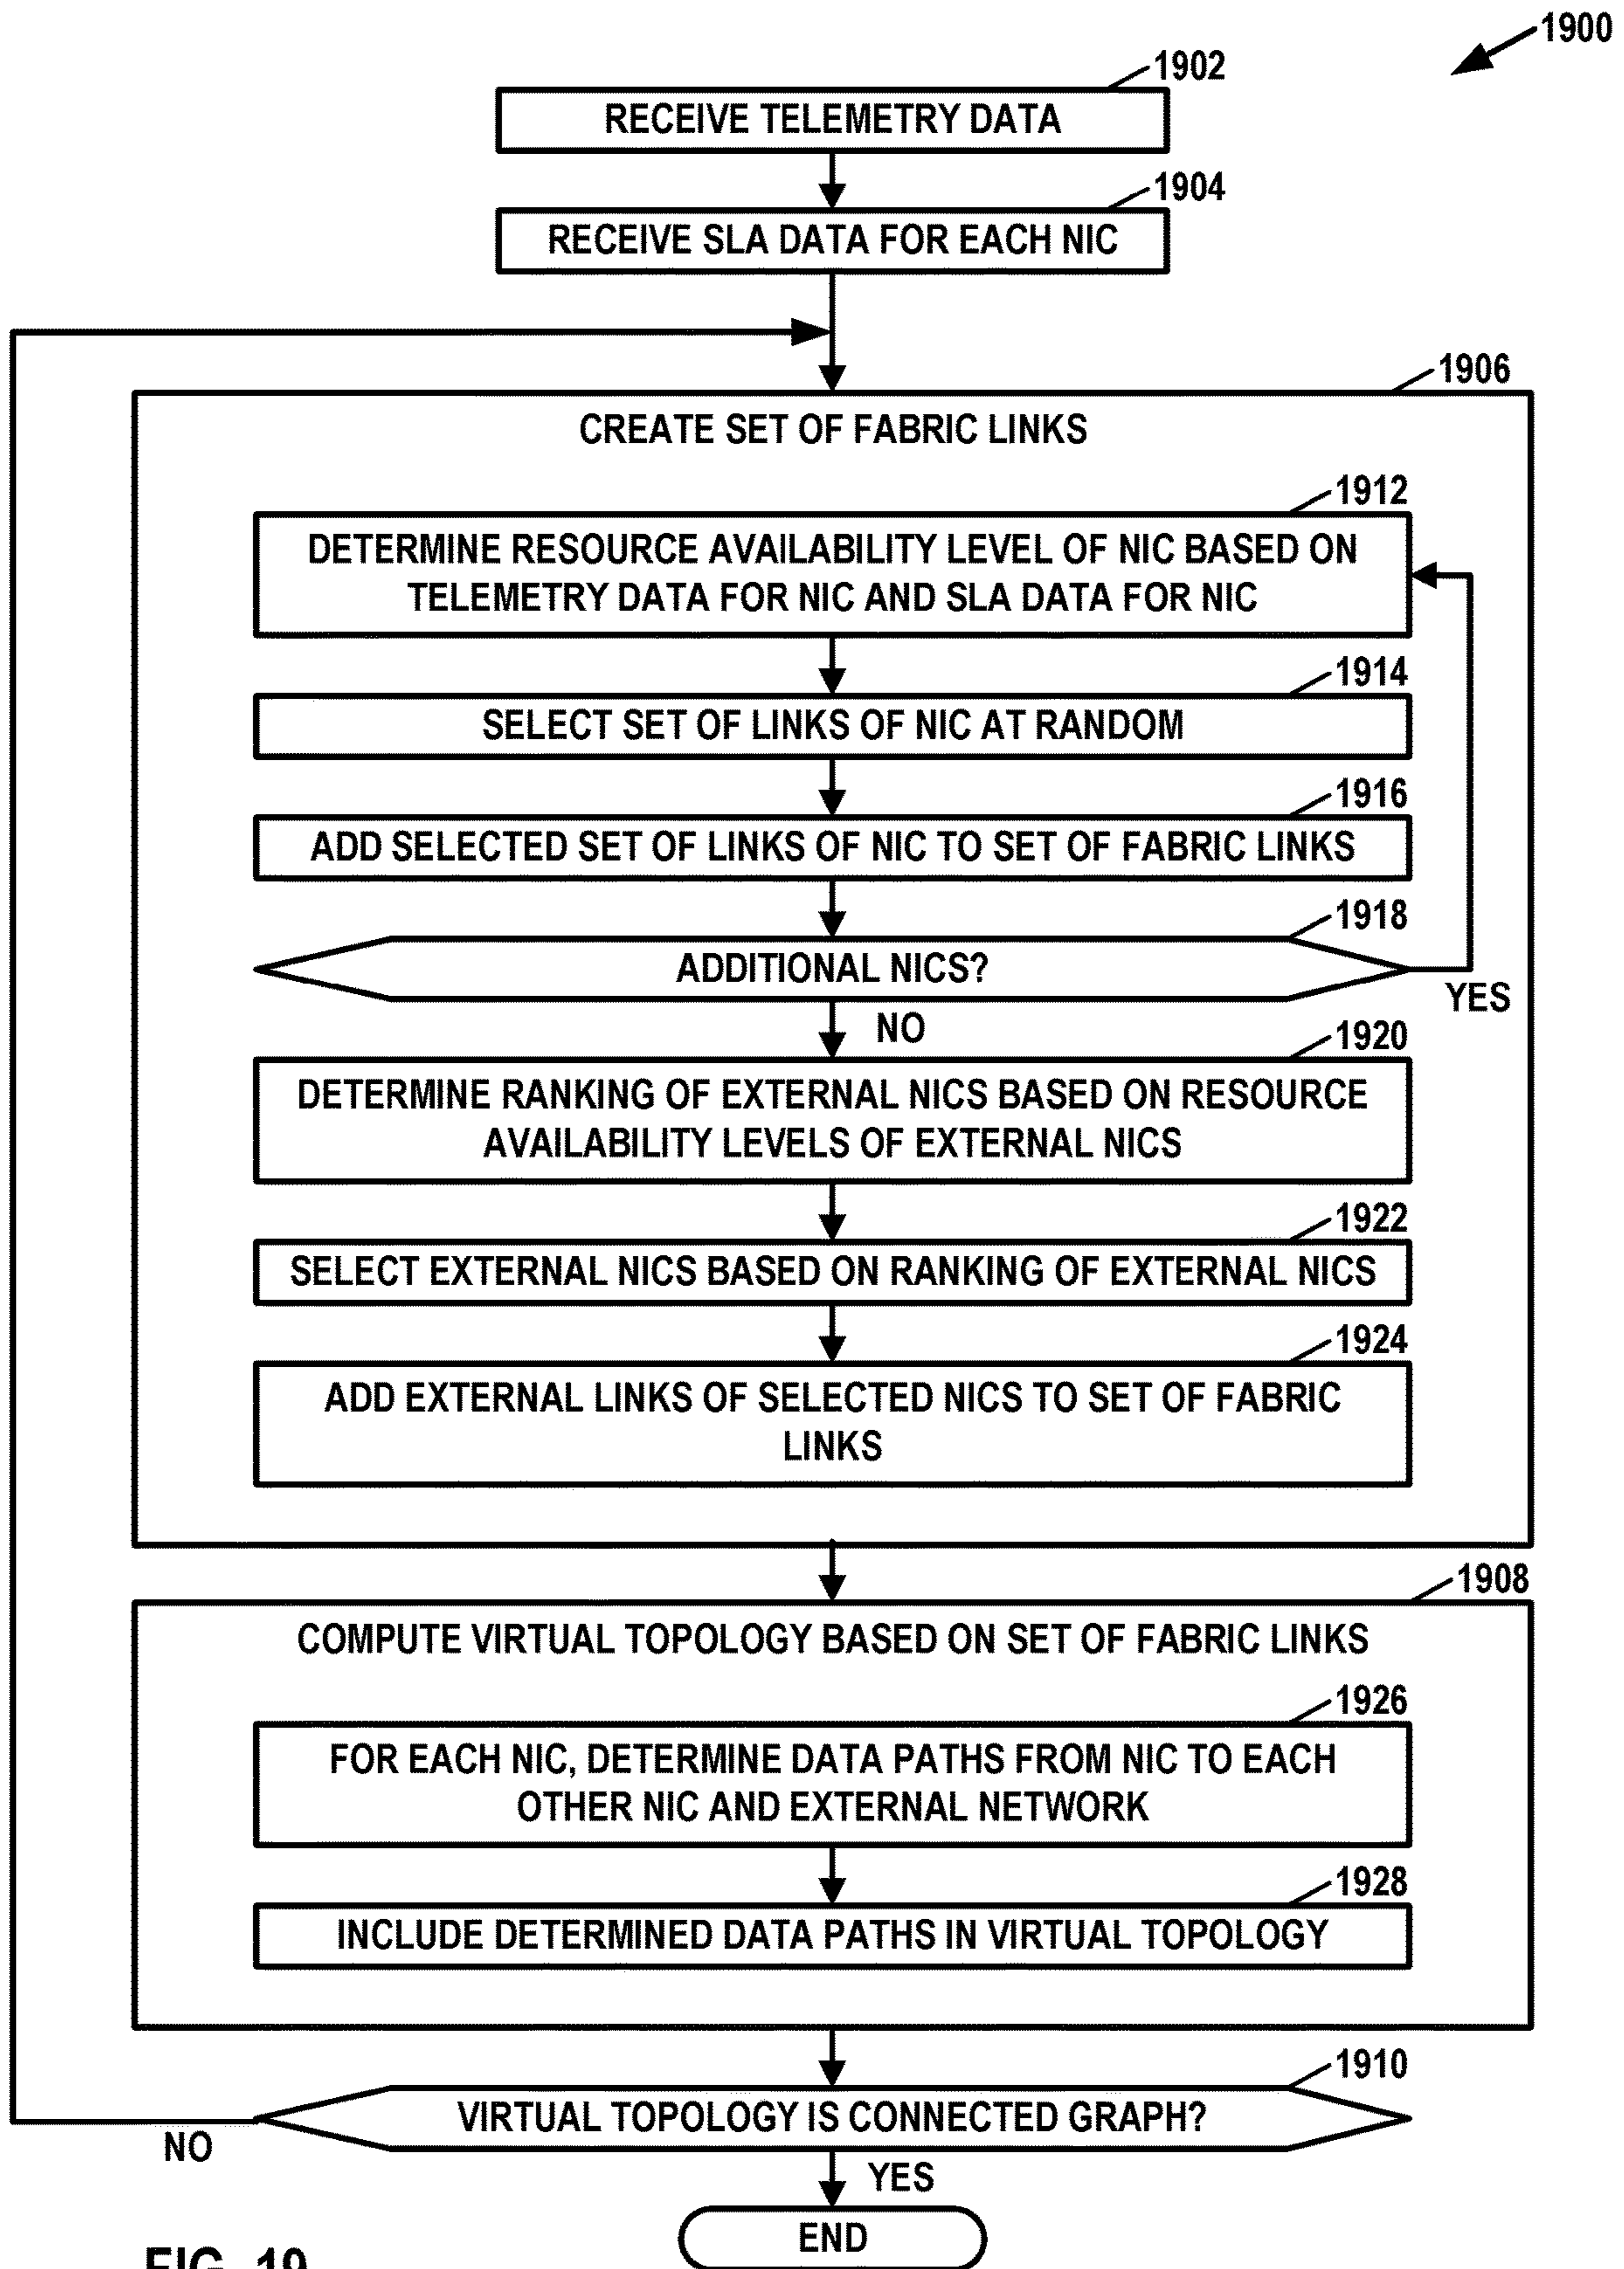 1900
1902
RECEIVE TELEMETRY DATA
1904
RECEIVE SLA DATA FOR EACH NIC
1906
CREATE SET OF FABRIC LINKS
1912
DETERMINE RESOURCE AVAILABILITY LEVEL OF NIC BASED ON
TELEMETRY DATA FOR NIC AND SLA DATA FOR NIC
1914
SELECT SET OF LINKS OF NIC AT RANDOM
1916
ADD SELECTED SET OF LINKS OF NIC TO SET OF FABRIC LINKS
1918
ADDITIONAL NICS?
YES
NO
1920
DETERMINE RANKING OF EXTERNAL NICS BASED ON RESOURCE
AVAILABILITY LEVELS OF EXTERNAL NICS
1922
SELECT EXTERNAL NICS BASED ON RANKING OF EXTERNAL NICS
1924
ADD EXTERNAL LINKS OF SELECTED NICS TO SET OF FABRIC
LINKS
1908
COMPUTE VIRTUAL TOPOLOGY BASED ON SET OF FABRIC LINKS
1926
FOR EACH NIC, DETERMINE DATA PATHS FROM NIC TO EACH
OTHER NIC AND EXTERNAL NETWORK
1928
INCLUDE DETERMINED DATA PATHS IN VIRTUAL TOPOLOGY
1910
VIRTUAL TOPOLOGY IS CONNECTED GRAPH?
NO
YES
END
FIG. 19